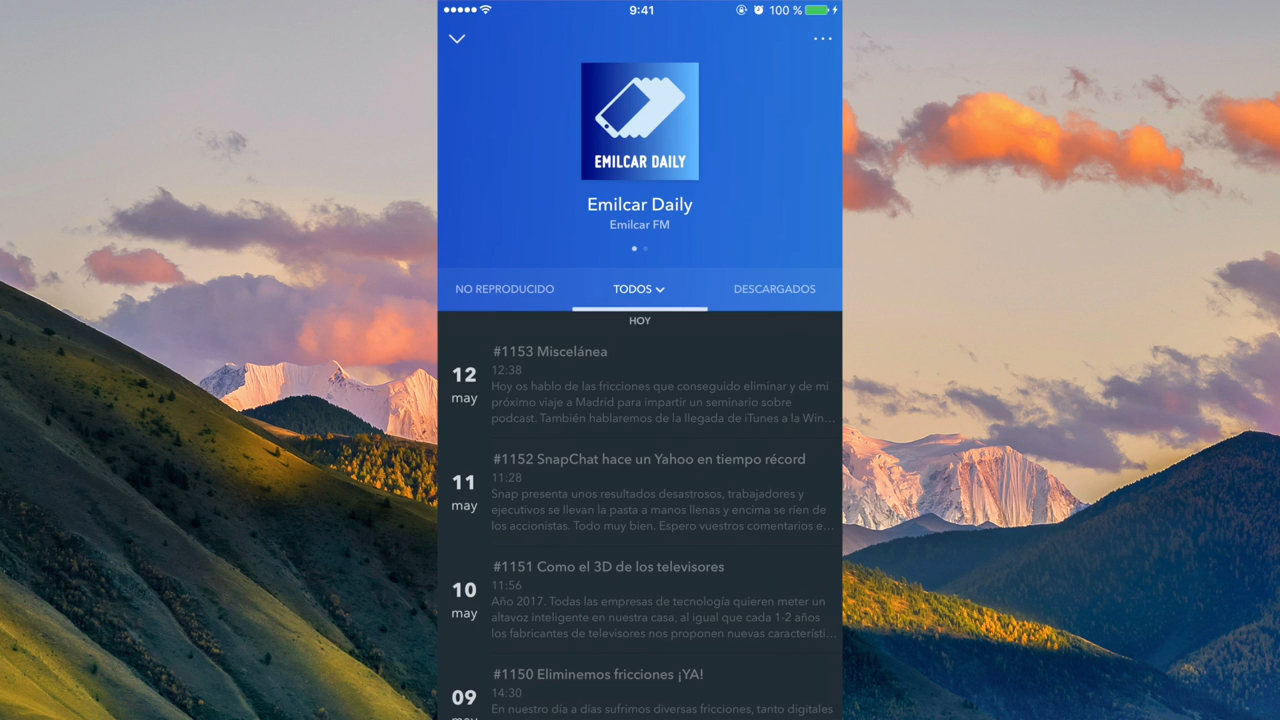 9:41
100 %
EMILCAR DAILY
Emilcar Daily
Emilcar FM
NO REPRODUCIDO
TODOS
DESCARGADOS
HOY
#1153 Miscelánea
12 may
12:38
Hoy os hablo de las fricciones que conseguido eliminar y de mi
próximo viaje a Madrid para impartir un seminario sobre
podcast. También hablaremos de la llegada de iTunes a la Win…
#1152 SnapChat hace un Yahoo en tiempo récord
11 may
11:28
Snap presenta unos resultados desastrosos, trabajadores y
ejecutivos se llevan la pasta a manos llenas y encima se ríen de
los accionistas. Todo muy bien. Espero vuestros comentarios e…
#1151 Como el 3D de los televisores
10 may
11:56
Año 2017. Todas las empresas de tecnología quieren meter un
altavoz inteligente en nuestra casa, al igual que cada 1-2 años
los fabricantes de televisores nos proponen nuevas característi…
#1150 Eliminemos fricciones ¡YA!
09 may
14:30
En nuestro día a días sufrimos diversas fricciones, tanto digitales